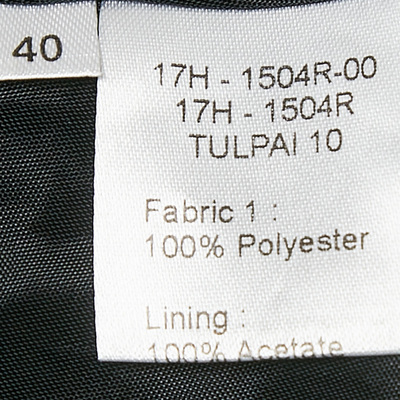 40
17H - 1504R-00
17H - 1504R
TULPAI 10
Fabric 1 :
100% Polyester
Lining :
100% Acetate